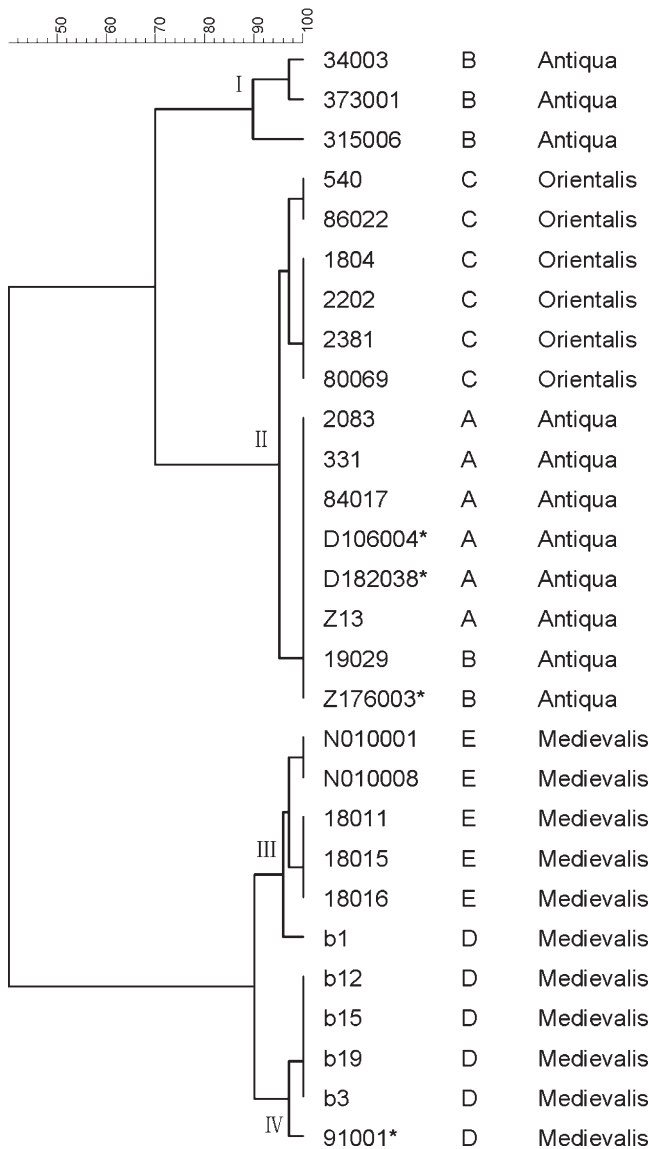 50 60 70 80 90 100
34003 B Antiqua
I
373001 B Antiqua
315006 B Antiqua
540 C Orientalis
86022 C Orientalis
1804 C Orientalis
2202 C Orientalis
2381 C Orientalis
80069 C Orientalis
2083 A Antiqua
II
331 A Antiqua
84017 A Antiqua
D106004* A Antiqua
D182038* A Antiqua
Z13 A Antiqua
19029 B Antiqua
Z176003* B Antiqua
N010001 E Medievalis
N010008 E Medievalis
18011 E Medievalis
III
18015 E Medievalis
18016 E Medievalis
b1 D Medievalis
b12 D Medievalis
b15 D Medievalis
b19 D Medievalis
b3 D Medievalis
IV
91001* D Medievalis